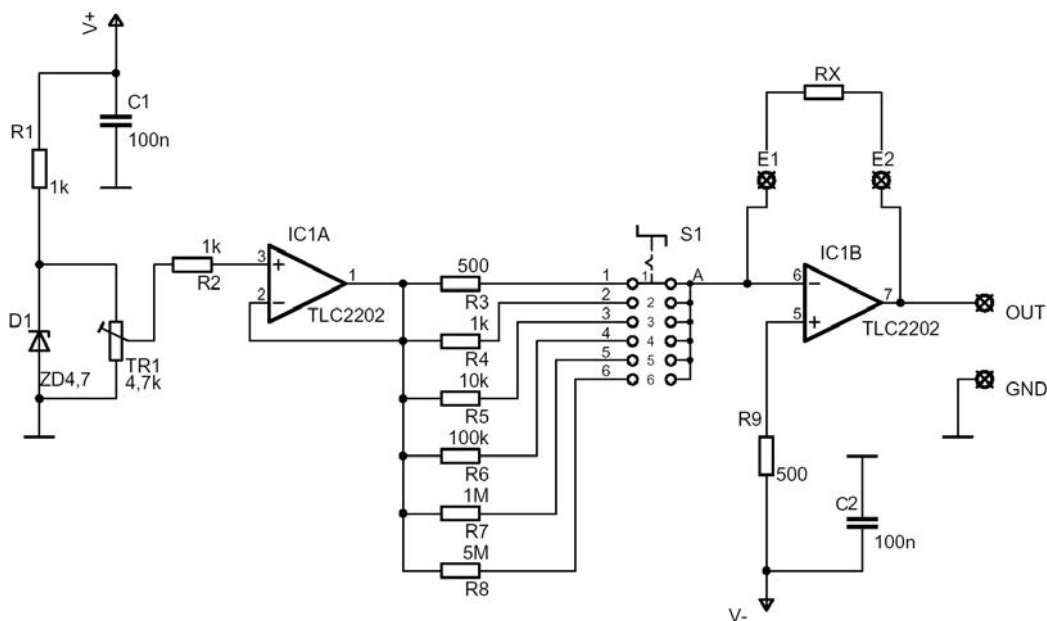 V+
C1
100n
R1
1k
D1
ZD4,7
TR1
4,7k
1k
R2
IC1A
3
2
1
TLC2202
500
R3
1k
R4
10k
R5
100k
R6
1M
R7
5M
R8
S1
1
2
3
4
5
6
1
2
3
4
5
6
A
RX
E1
E2
IC1B
6
5
7
TLC2202
OUT
GND
R9
500
C2
100n
V-